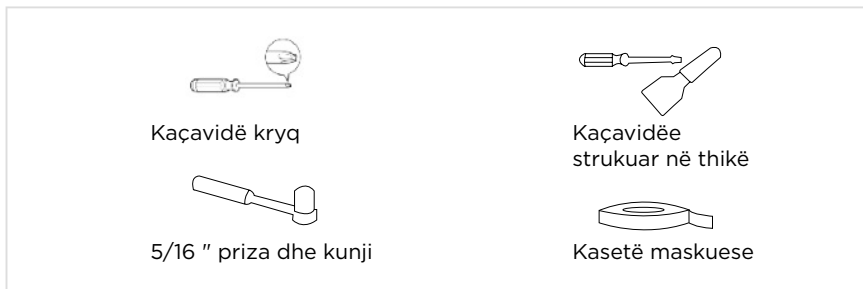 Kaçavidë kryq
Kaçavidëe
strukuar në thikë
5/16 " priza dhe kunji
Kasetë maskuese